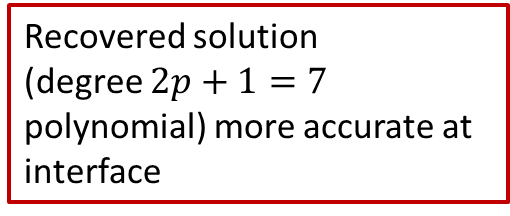 Recovered solution
(degree 2p + 1 = 7
polynomial) more accurate at
interface